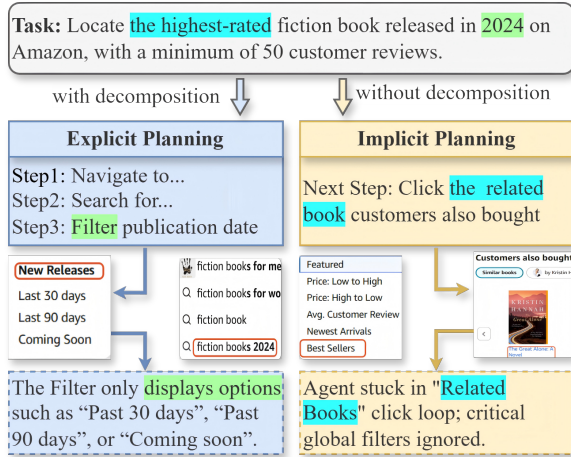 Task: Locate the highest-rated fiction book released in 2024 on
Amazon, with a minimum of 50 customer reviews.
with decomposition
without decomposition
Explicit Planning
Step1: Navigate to...
Step2: Search for...
Step3: Filter publication date
Implicit Planning
Next Step: Click the related
book customers also bought
New Releases
Last 30 days
Last 90 days
Coming Soon
fiction books for me
fiction books for wo
fiction book
fiction books 2024
Featured
Price: Low to High
Price: High to Low
Avg. Customer Review
Newest Arrivals
Best Sellers
Customers also bought
Similar books
by Kristin H
KRISTIN
HANNAH
The Great Alone: A
Novel
The Filter only displays options
such as “Past 30 days”, “Past
90 days”, or “Coming soon”.
Agent stuck in "Related
Books" click loop; critical
global filters ignored.